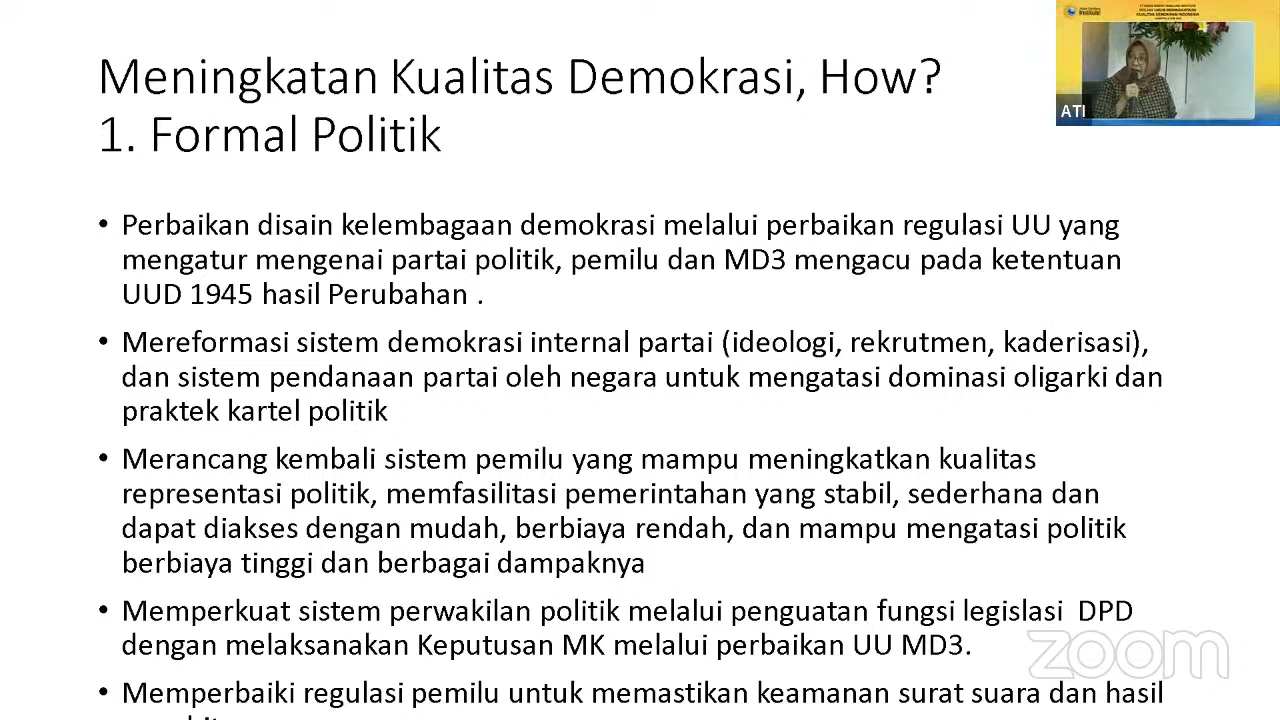 Meningkatan Kualitas Demokrasi, How?
1. Formal Politik
Institute
KUALITAS DEMOKRASI INDONESIA
ATI
• Perbaikan disain kelembagaan demokrasi melalui perbaikan regulasi UU yang
mengatur mengenai partai politik, pemilu dan MD3 mengacu pada ketentuan
UUD 1945 hasil Perubahan .
• Mereformasi sistem demokrasi internal partai (ideologi, rekrutmen, kaderisasi),
dan sistem pendanaan partai oleh negara untuk mengatasi dominasi oligarki dan
praktek kartel politik
• Merancang kembali sistem pemilu yang mampu meningkatkan kualitas
representasi politik, memfasilitasi pemerintahan yang stabil, sederhana dan
dapat diakses dengan mudah, berbiaya rendah, dan mampu mengatasi politik
berbiaya tinggi dan berbagai dampaknya
• Memperkuat sistem perwakilan politik melalui penguatan fungsi legislasi  DPD
dengan melaksanakan Keputusan MK melalui perbaikan UU MD3.
• Memperbaiki regulasi pemilu untuk memastikan keamanan surat suara dan hasil
zoom